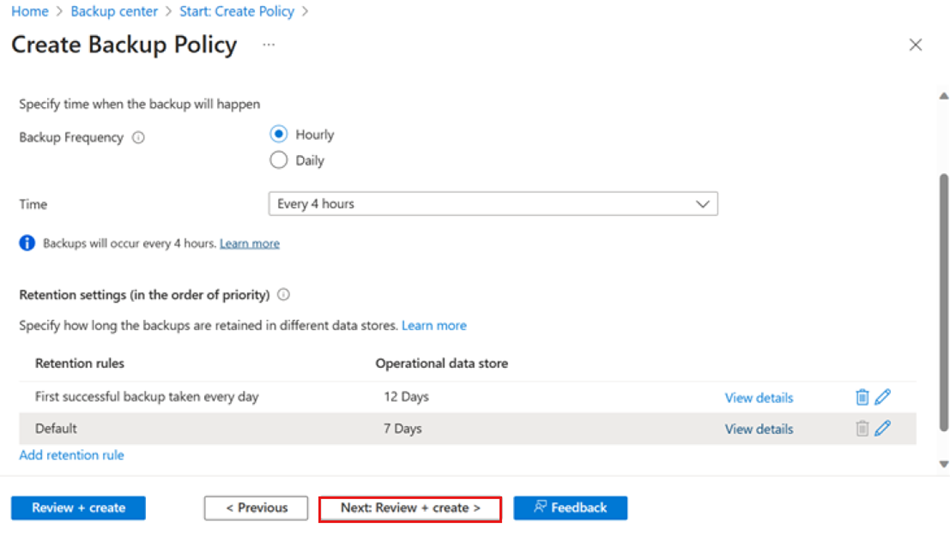 Home > Backup center > Start: Create Policy >
Create Backup Policy ...
Specify time when the backup will happen
Backup Frequency
Hourly
Daily
Time
Every 4 hours
Backups will occur every 4 hours. Learn more
Retention settings (in the order of priority)
Specify how long the backups are retained in different data stores. Learn more
Retention rules Operational data store
First successful backup taken every day 12 Days View details
Default 7 Days View details
Add retention rule
Review + create < Previous Next: Review + create > Feedback